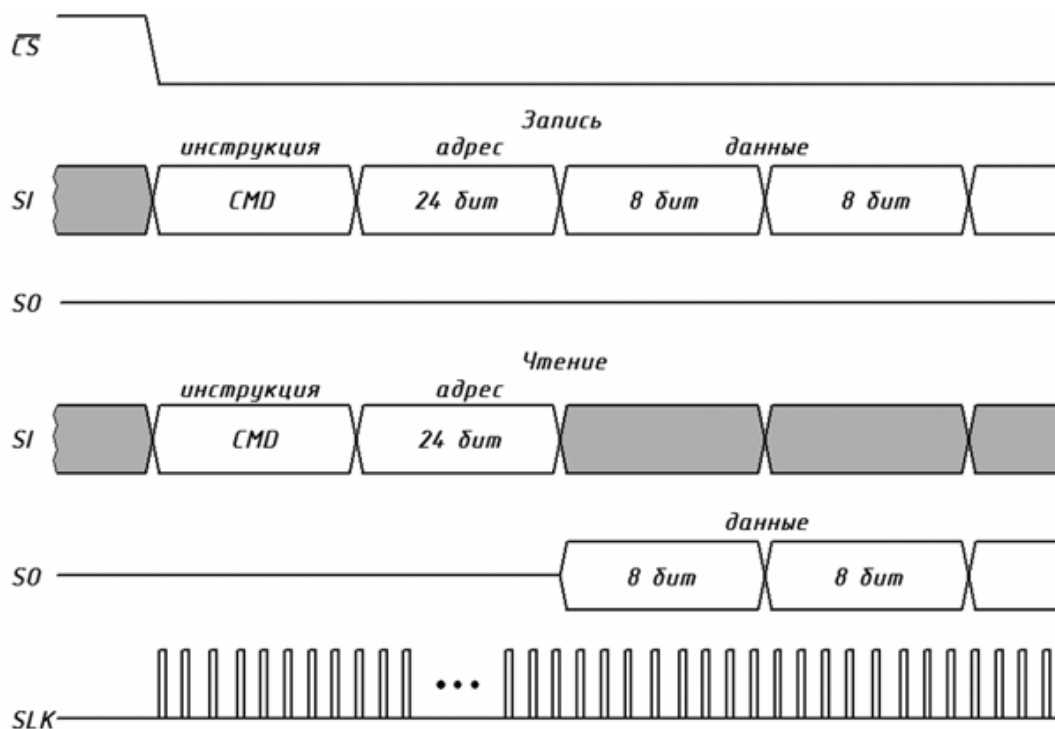 CS
Запись
инструкция адрес данные
SI CMD 24 бит 8 бит 8 бит
SO
Чтение
инструкция адрес
SI CMD 24 бит
данные
SO 8 бит 8 бит
SLK